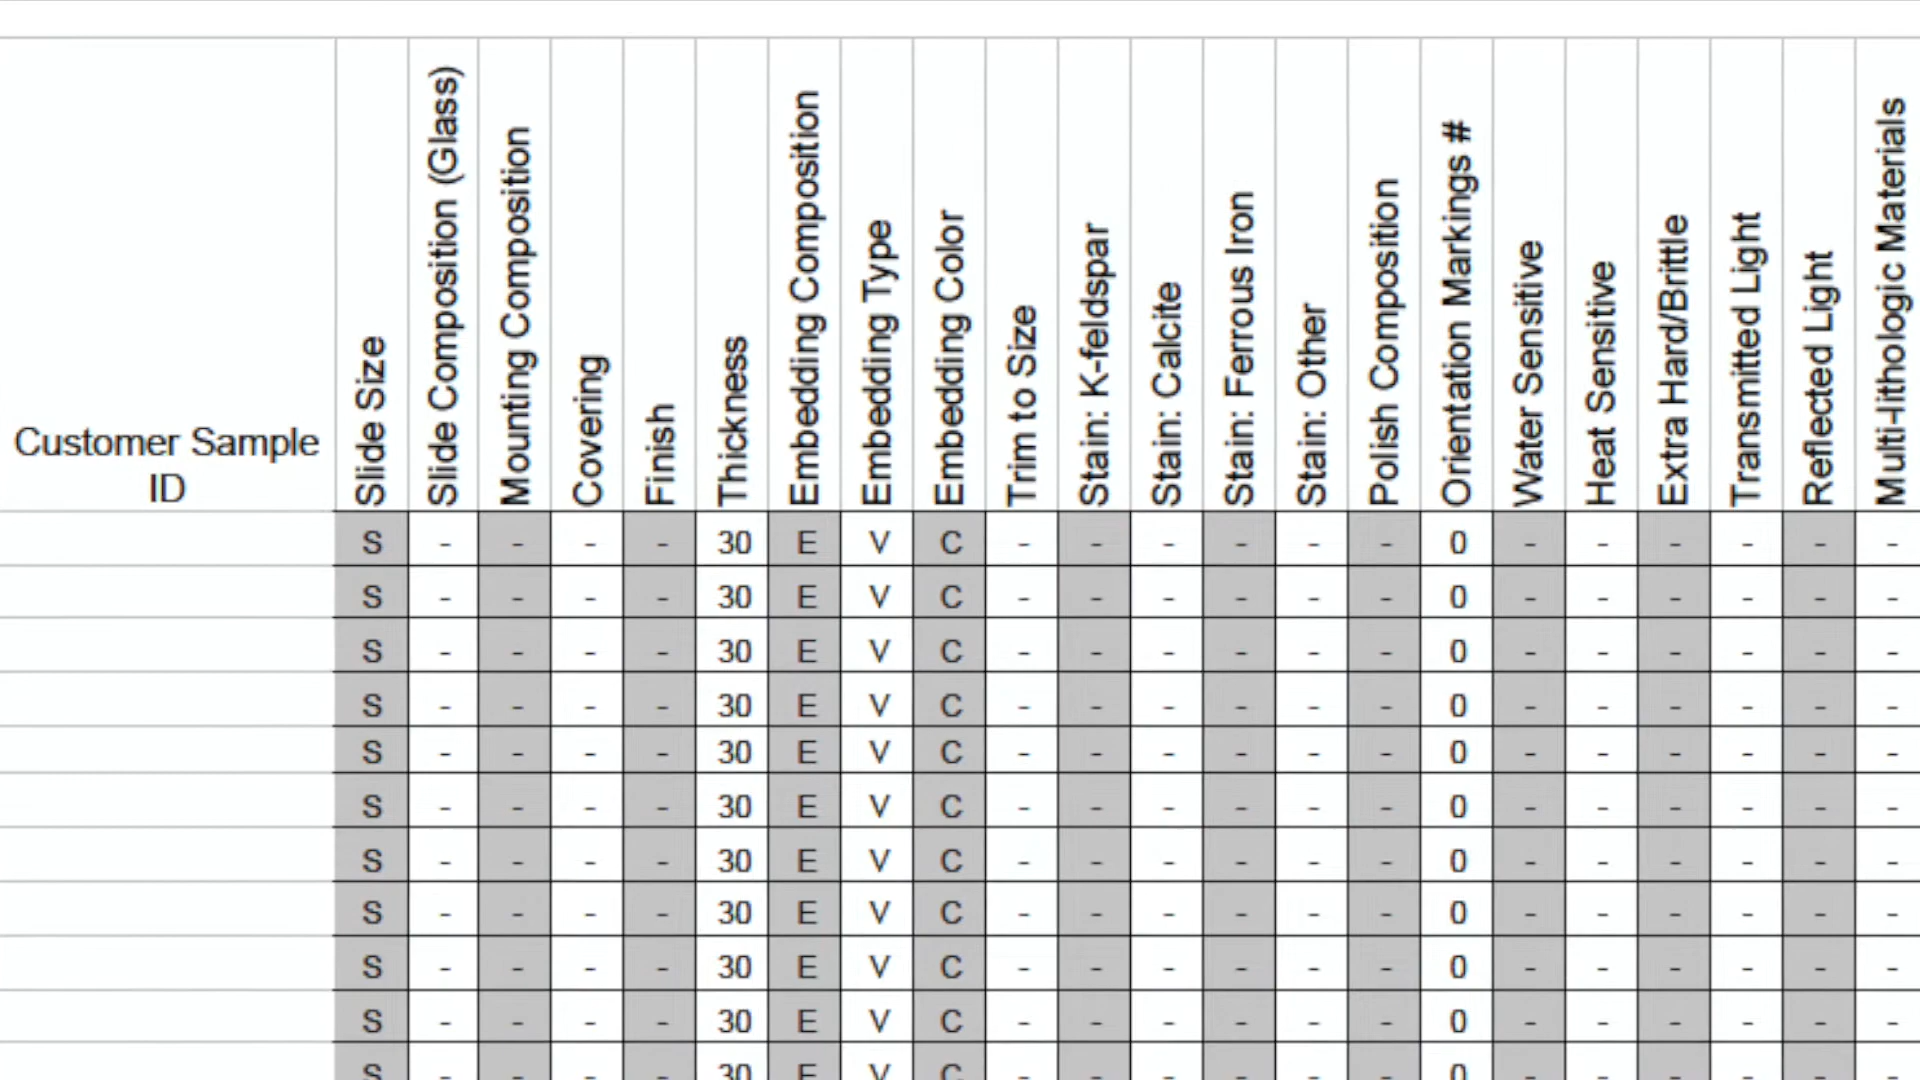 Customer Sample ID Slide Size Slide Composition (Glass) Mounting Composition Covering Finish Thickness Embedding Composition Embedding Type Embedding Color Trim to Size Stain: K-feldspar Stain: Calcite Stain: Ferrous Iron Stain: Other Polish Composition Orientation Markings # Water Sensitive Heat Sensitive Extra Hard/Brittle Transmitted Light Reflected Light Multi-lithologic Materials
S - - - - 30 E V C - - - - - - 0 - - - - - -
S - - - - 30 E V C - - - - - - 0 - - - - - -
S - - - - 30 E V C - - - - - - 0 - - - - - -
S - - - - 30 E V C - - - - - - 0 - - - - - -
S - - - - 30 E V C - - - - - - 0 - - - - - -
S - - - - 30 E V C - - - - - - 0 - - - - - -
S - - - - 30 E V C - - - - - - 0 - - - - - -
S - - - - 30 E V C - - - - - - 0 - - - - - -
S - - - - 30 E V C - - - - - - 0 - - - - - -
S - - - - 30 E V C - - - - - - 0 - - - - - -
S - - - - 30 E V C - - - - - - 0 - - - - - -